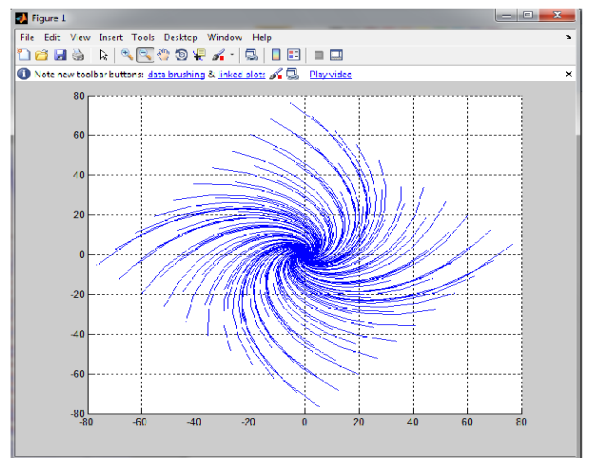 Figure 1
File Edit View Insert Tools Desktop Window Help
Note new toolbar buttons: data brushing & linked plots Play video
80
60
40
20
0
-20
-40
-60
-80
-80 -60 -40 -20 0 20 40 60 80